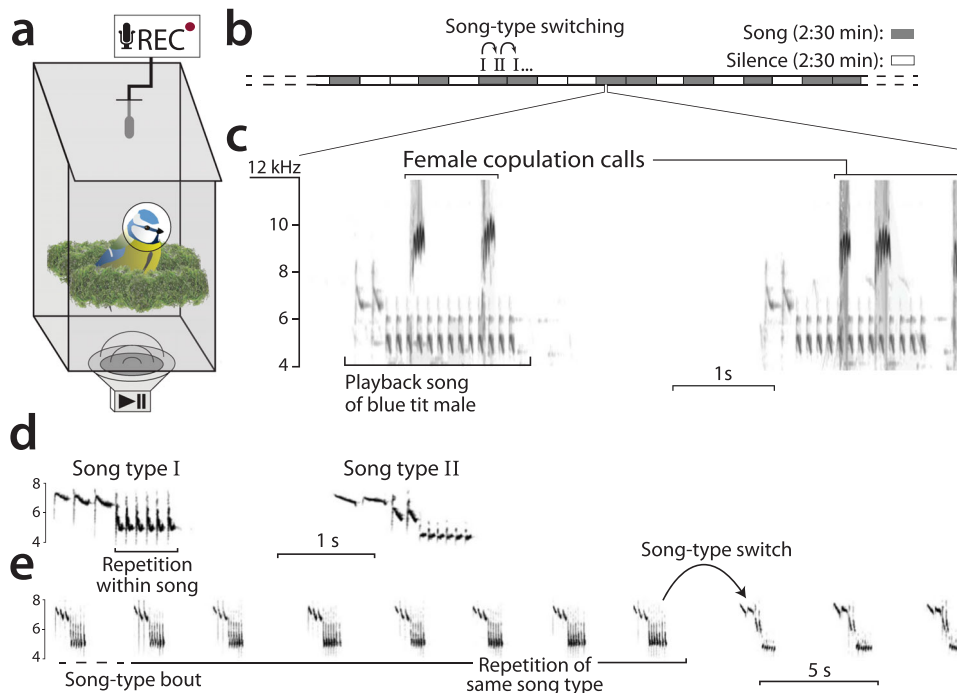 a
REC
b
Song-type switching
I II I...
Song (2:30 min):
Silence (2:30 min):
c
12 kHz
Female copulation calls
10
8
6
4
Playback song
of blue tit male
1s
d
Song type I
Song type II
8
6
4
Repetition
within song
1 s
Song-type switch
e
8
6
4
Song-type bout
Repetition of
same song type
5 s